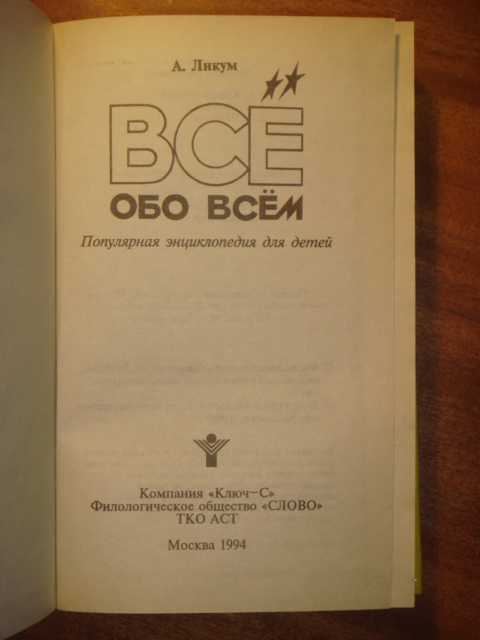 А. Ликум
ВСЁ
ОБО ВСЁМ
Популярная энциклопедия для детей
Компания «Ключ-С»
Филологическое общество «СЛОВО»
ТКО АСТ
Москва 1994